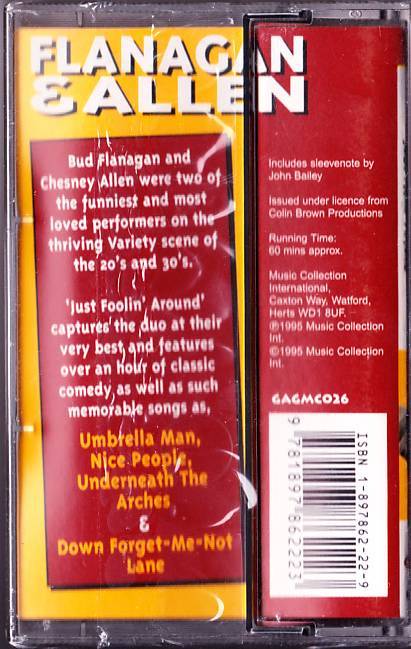 FLANAGAN
& ALLEN
Bud Flanagan and
Chesney Allen were two of
the funniest and most
loved performers on the
thriving Variety scene of
the 20's and 30's.
'Just Foolin' Around'
captures the duo at their
very best and features
over an hour of classic
comedy as well as such
memorable songs as,
Umbrella Man,
Nice People,
Underneath The
Arches
&
Down Forget-Me-Not
Lane
Includes sleevenote by
John Bailey
Issued under licence from
Colin Brown Productions
Running Time:
60 mins approx.
Music Collection
International,
Caxton Way, Watford,
Herts WD1 8UF.
℗1995 Music Collection
Int.
©1995 Music Collection
Int.
GAGMC026
ISBN 1-897862-22-9
9 781897 862223